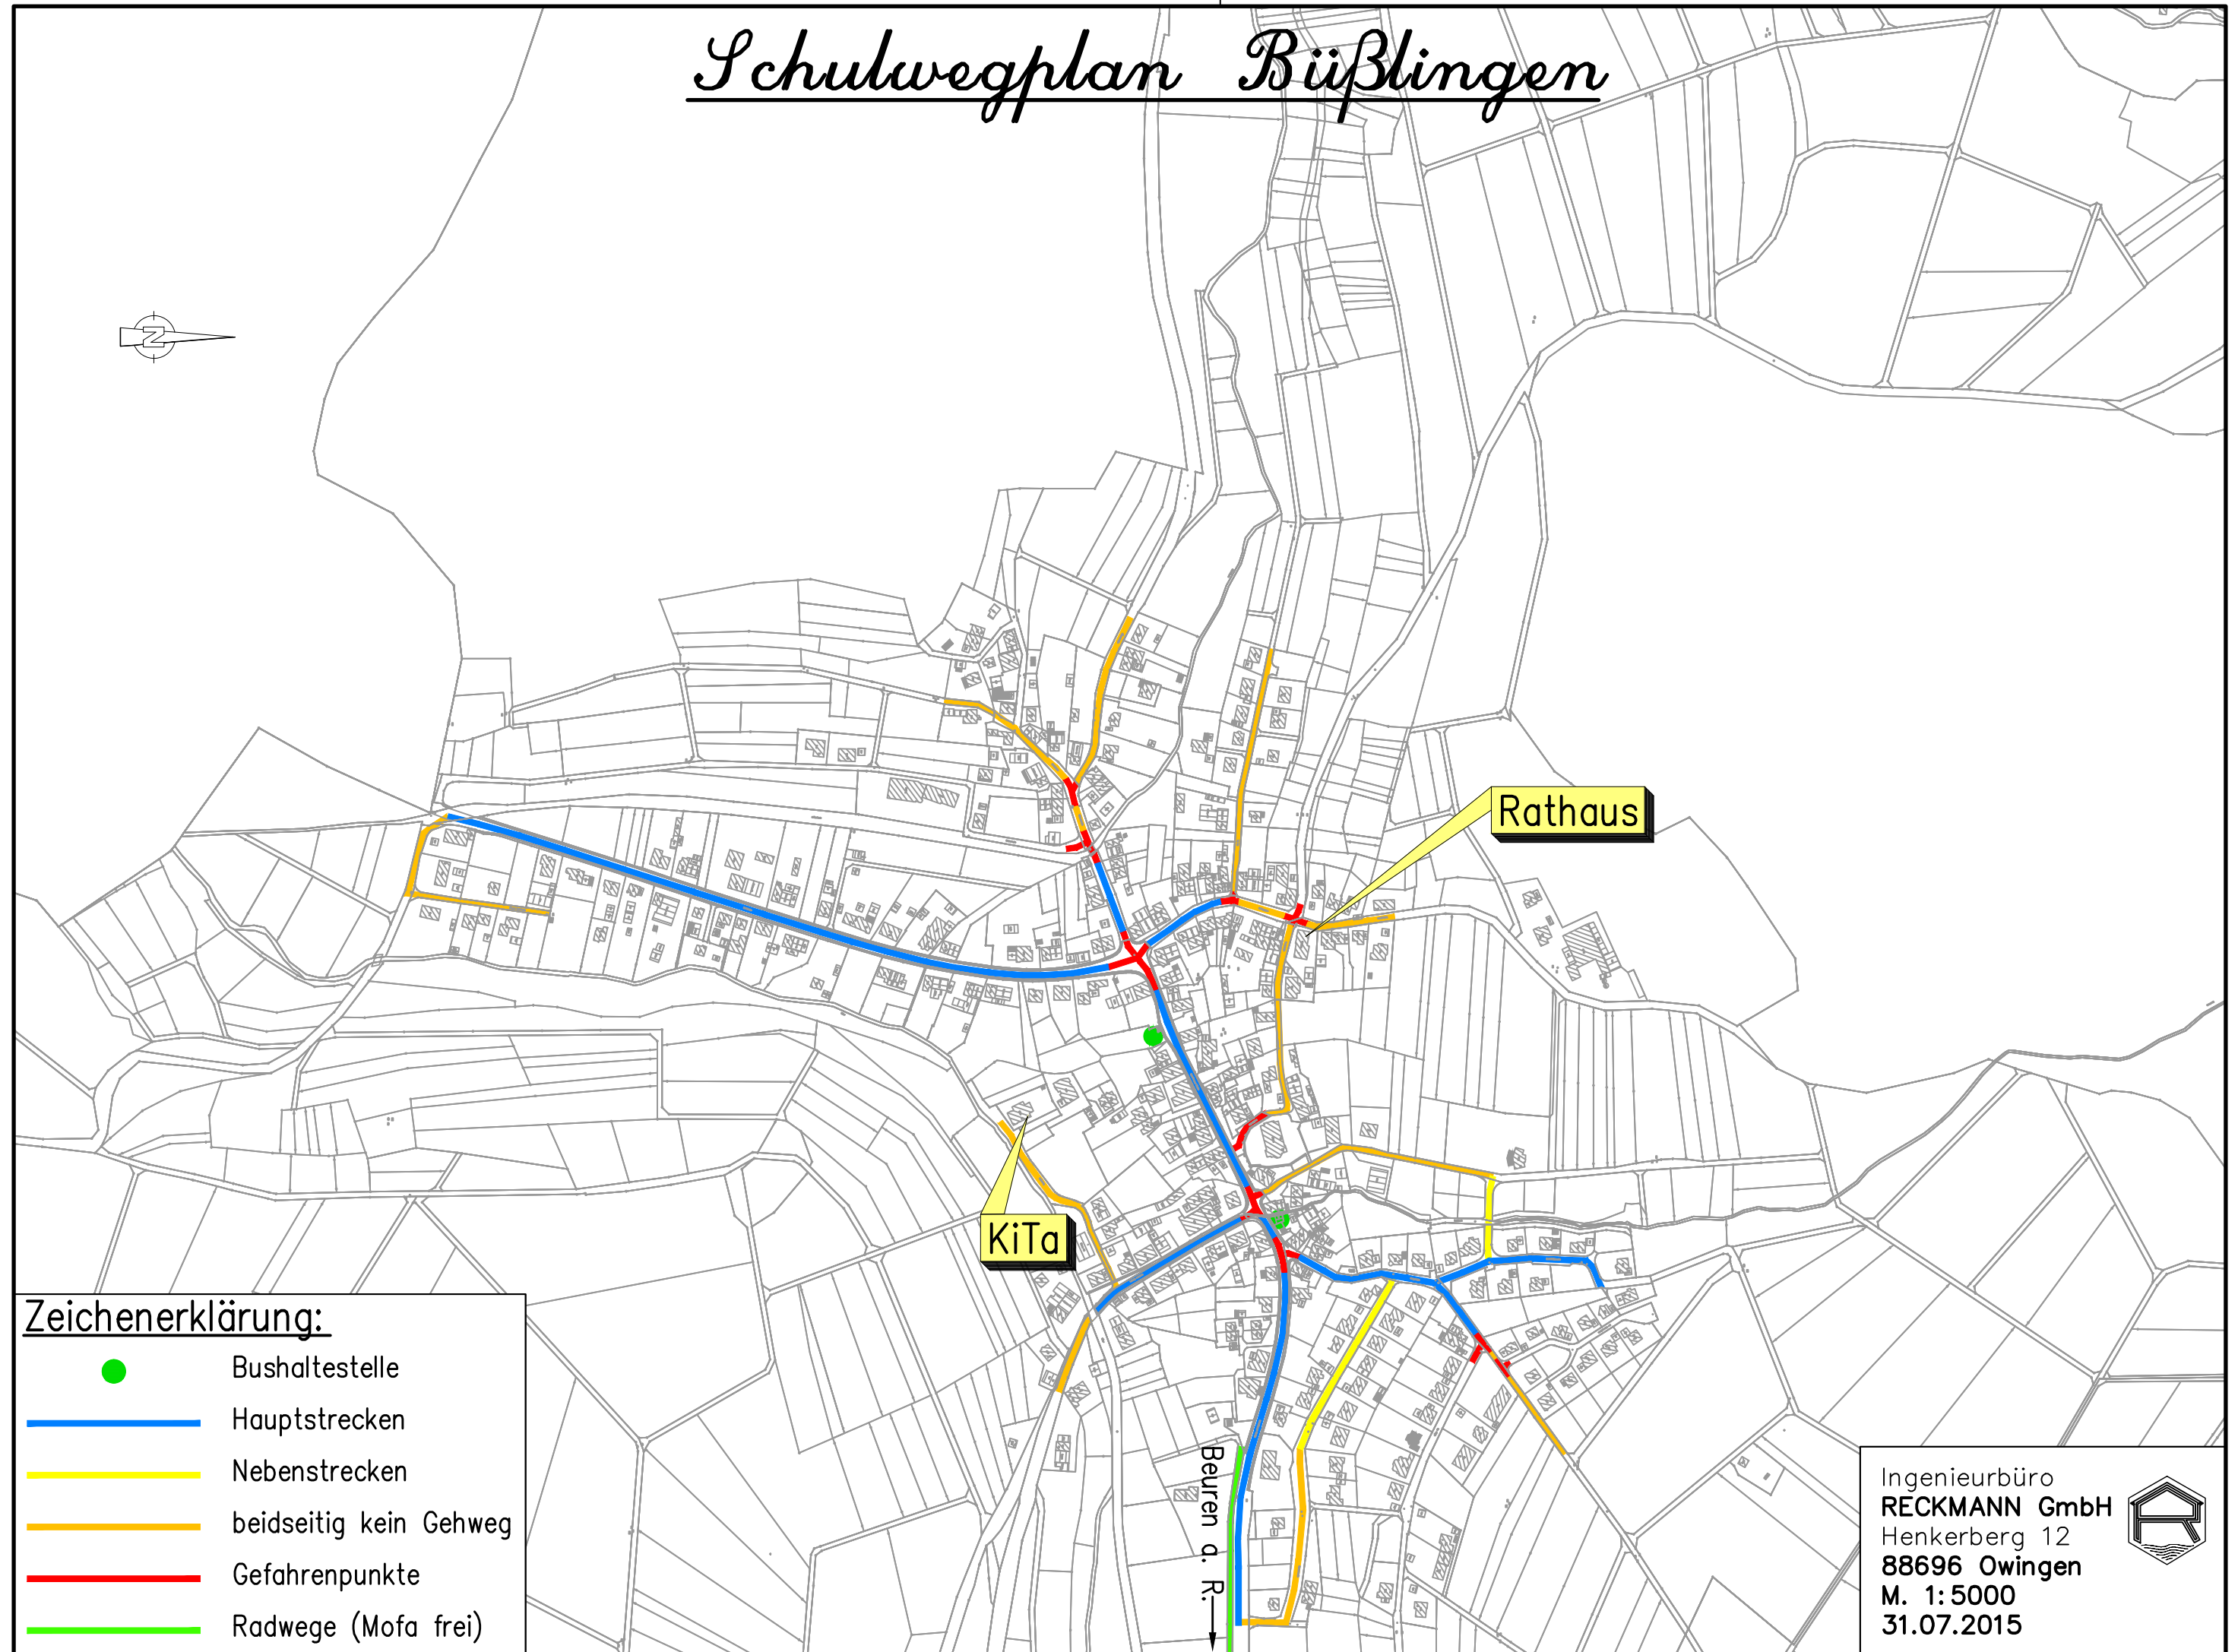 Schulwegplan Büßlingen
N
Rathaus
KiTa
Beuren a. R.
Zeichenerklärung:
Bushaltestelle
Hauptstrecken
Nebenstrecken
beidseitig kein Gehweg
Gefahrenpunkte
Radwege (Mofa frei)
Ingenieurbüro
RECKMANN GmbH
Henkerberg 12
88696 Owingen
M. 1:5000
31.07.2015